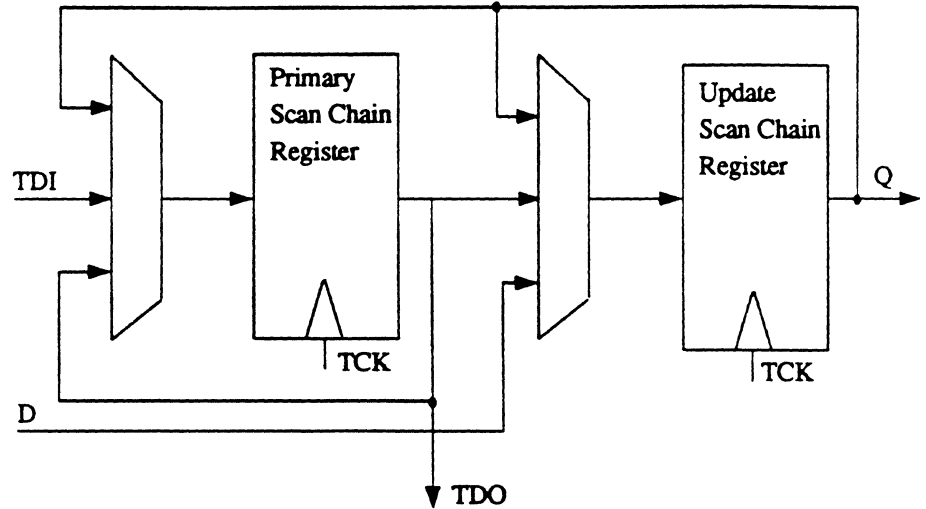 Primary
Scan Chain
Register
Update
Scan Chain
Register
TDI
Q
TCK
TCK
D
TDO